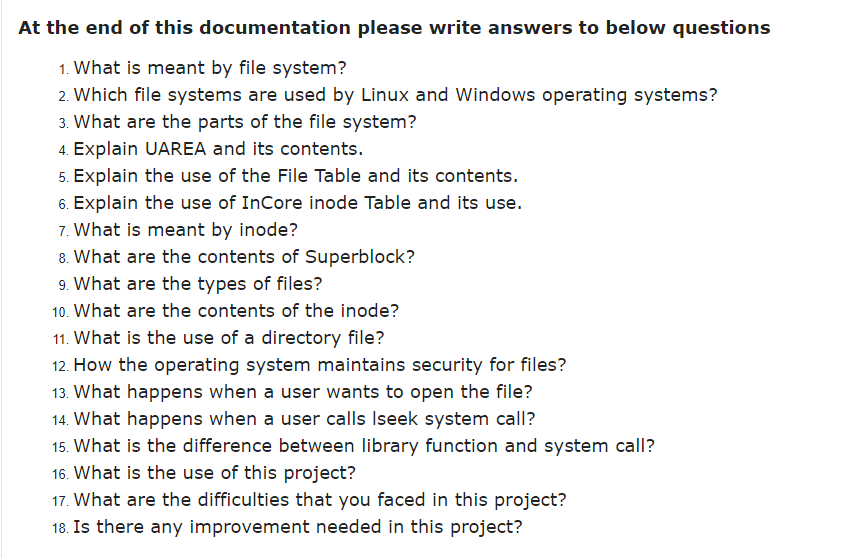 At the end of this documentation please write answers to below questions
1. What is meant by file system?
2. Which file systems are used by Linux and Windows operating systems?
3. What are the parts of the file system?
4. Explain UAREA and its contents.
5. Explain the use of the File Table and its contents.
6. Explain the use of InCore inode Table and its use.
7. What is meant by inode?
8. What are the contents of Superblock?
9. What are the types of files?
10. What are the contents of the inode?
11. What is the use of a directory file?
12. How the operating system maintains security for files?
13. What happens when a user wants to open the file?
14. What happens when a user calls lseek system call?
15. What is the difference between library function and system call?
16. What is the use of this project?
17. What are the difficulties that you faced in this project?
18. Is there any improvement needed in this project?